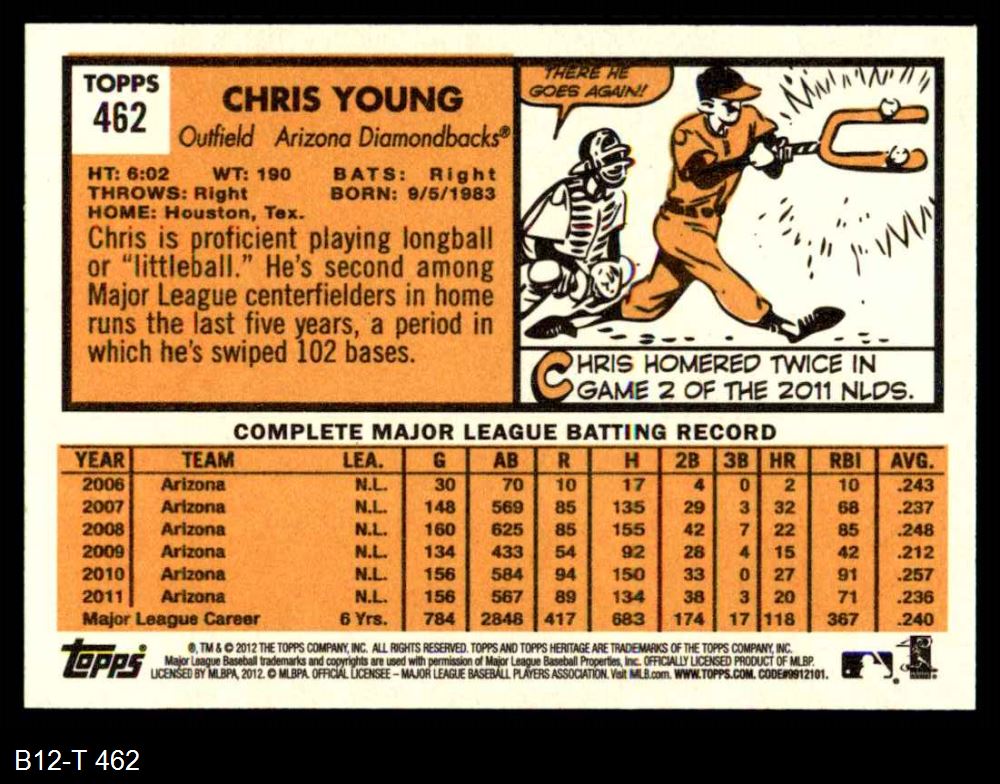 TOPPS
462
CHRIS YOUNG
Outfield Arizona Diamondbacks®
HT: 6:02 WT: 190 BATS: Right
THROWS: Right BORN: 9/5/1983
HOME: Houston, Tex.
Chris is proficient playing longball
or "littleball." He's second among
Major League centerfielders in home
runs the last five years, a period in
which he's swiped 102 bases.
THERE HE
GOES AGAIN!!
CHRIS HOMERED TWICE IN
GAME 2 OF THE 2011 NLDS.
COMPLETE MAJOR LEAGUE BATTING RECORD
YEAR TEAM LEA. G AB R H 2B 3B HR RBI AVG.
2006 Arizona N.L. 30 70 10 17 4 0 2 10 .243
2007 Arizona N.L. 148 569 85 135 29 3 32 68 .237
2008 Arizona N.L. 160 625 85 155 42 7 22 85 .248
2009 Arizona N.L. 134 433 54 92 28 4 15 42 .212
2010 Arizona N.L. 156 584 94 150 33 0 27 91 .257
2011 Arizona N.L. 156 567 89 134 38 3 20 71 .236
Major League Career 6 Yrs. 784 2848 417 683 174 17 118 367 .240
topps
®, TM & © 2012 THE TOPPS COMPANY, INC. ALL RIGHTS RESERVED. TOPPS AND TOPPS HERITAGE ARE TRADEMARKS OF THE TOPPS COMPANY, INC.
Major League Baseball trademarks and copyrights are used with permission of Major League Baseball Properties, Inc. OFFICIALLY LICENSED PRODUCT OF MLBP.
LICENSED BY MLBPA, 2012. © MLBPA. OFFICIAL LICENSEE – MAJOR LEAGUE BASEBALL PLAYERS ASSOCIATION. Visit MLB.com. WWW.TOPPS.COM. CODE#9912101.
B12-T 462